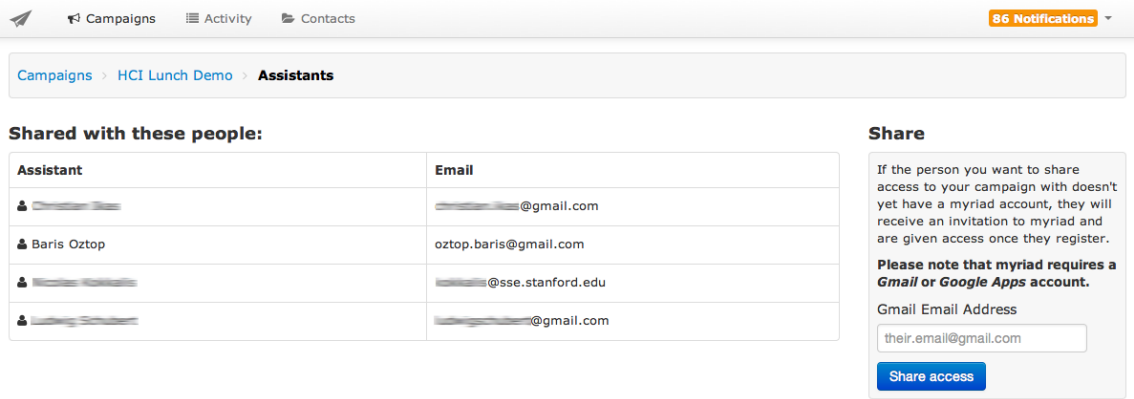 Campaigns Activity Contacts 86 Notifications
Campaigns > HCI Lunch Demo > Assistants
Shared with these people:
Assistant Email
@gmail.com
Baris Oztop oztop.baris@gmail.com
@sse.stanford.edu
@gmail.com
Share
If the person you want to share
access to your campaign with doesn't
yet have a myriad account, they will
receive an invitation to myriad and
are given access once they register.
Please note that myriad requires a
Gmail or Google Apps account.
Gmail Email Address
their.email@gmail.com
Share access